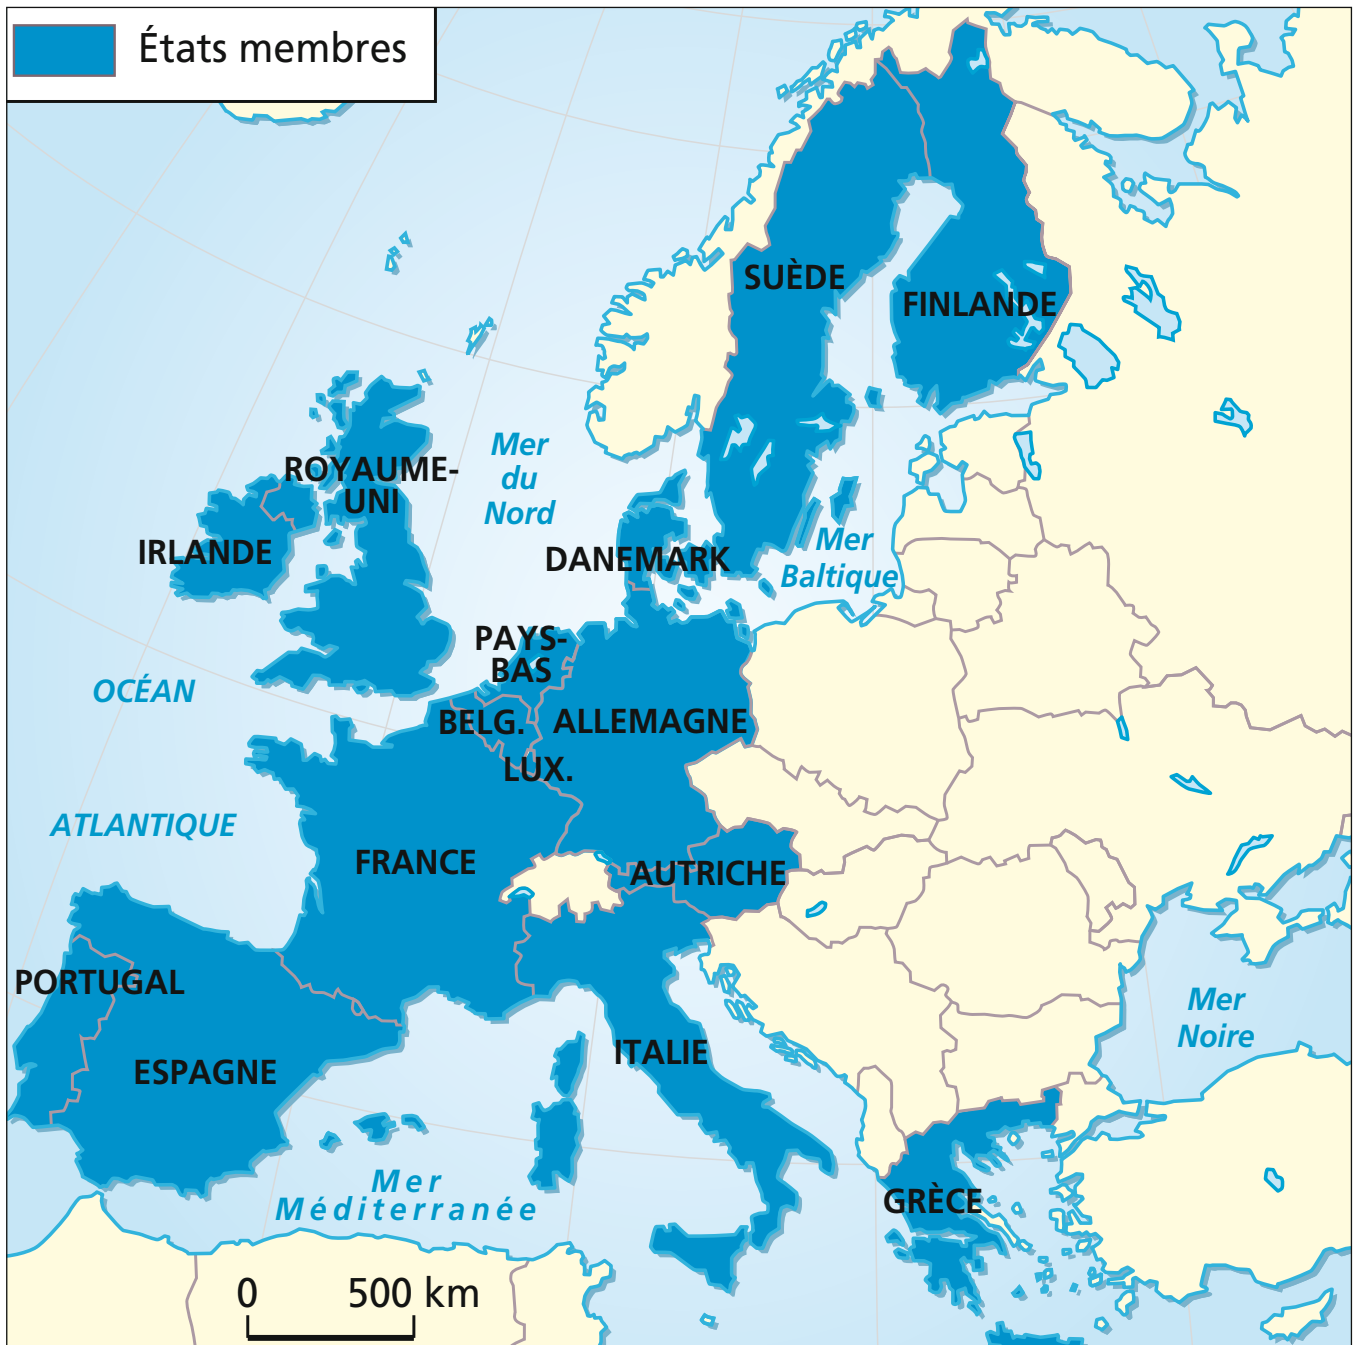 États membres
SUÈDE
FINLANDE
Mer
du
Nord
ROYAUME-
UNI
IRLANDE
DANEMARK
Mer
Baltique
PAYS-
BAS
OCÉAN
BELG.
ALLEMAGNE
LUX.
ATLANTIQUE
FRANCE
AUTRICHE
PORTUGAL
Mer
Noire
ITALIE
ESPAGNE
Mer
Méditerranée
GRÈCE
0 500 km